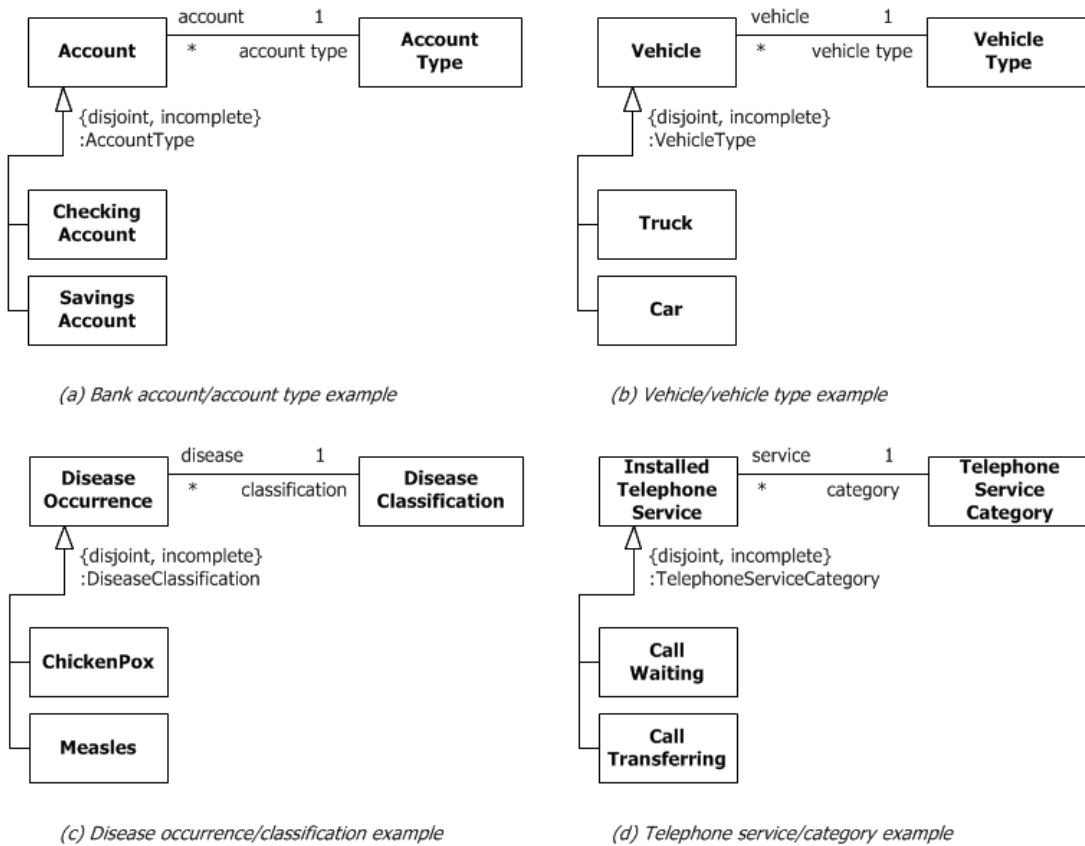 account 1
Account
* account type
Account
Type
{disjoint, incomplete}
:AccountType
Checking
Account
Savings
Account
(a) Bank account/account type example
vehicle 1
Vehicle
* vehicle type
Vehicle
Type
{disjoint, incomplete}
:VehicleType
Truck
Car
(b) Vehicle/vehicle type example
disease 1
Disease
Occurrence
* classification
Disease
Classification
{disjoint, incomplete}
:DiseaseClassification
ChickenPox
Measles
(c) Disease occurrence/classification example
service 1
Installed
Telephone
Service
* category
Telephone
Service
Category
{disjoint, incomplete}
:TelephoneServiceCategory
Call
Waiting
Call
Transferring
(d) Telephone service/category example